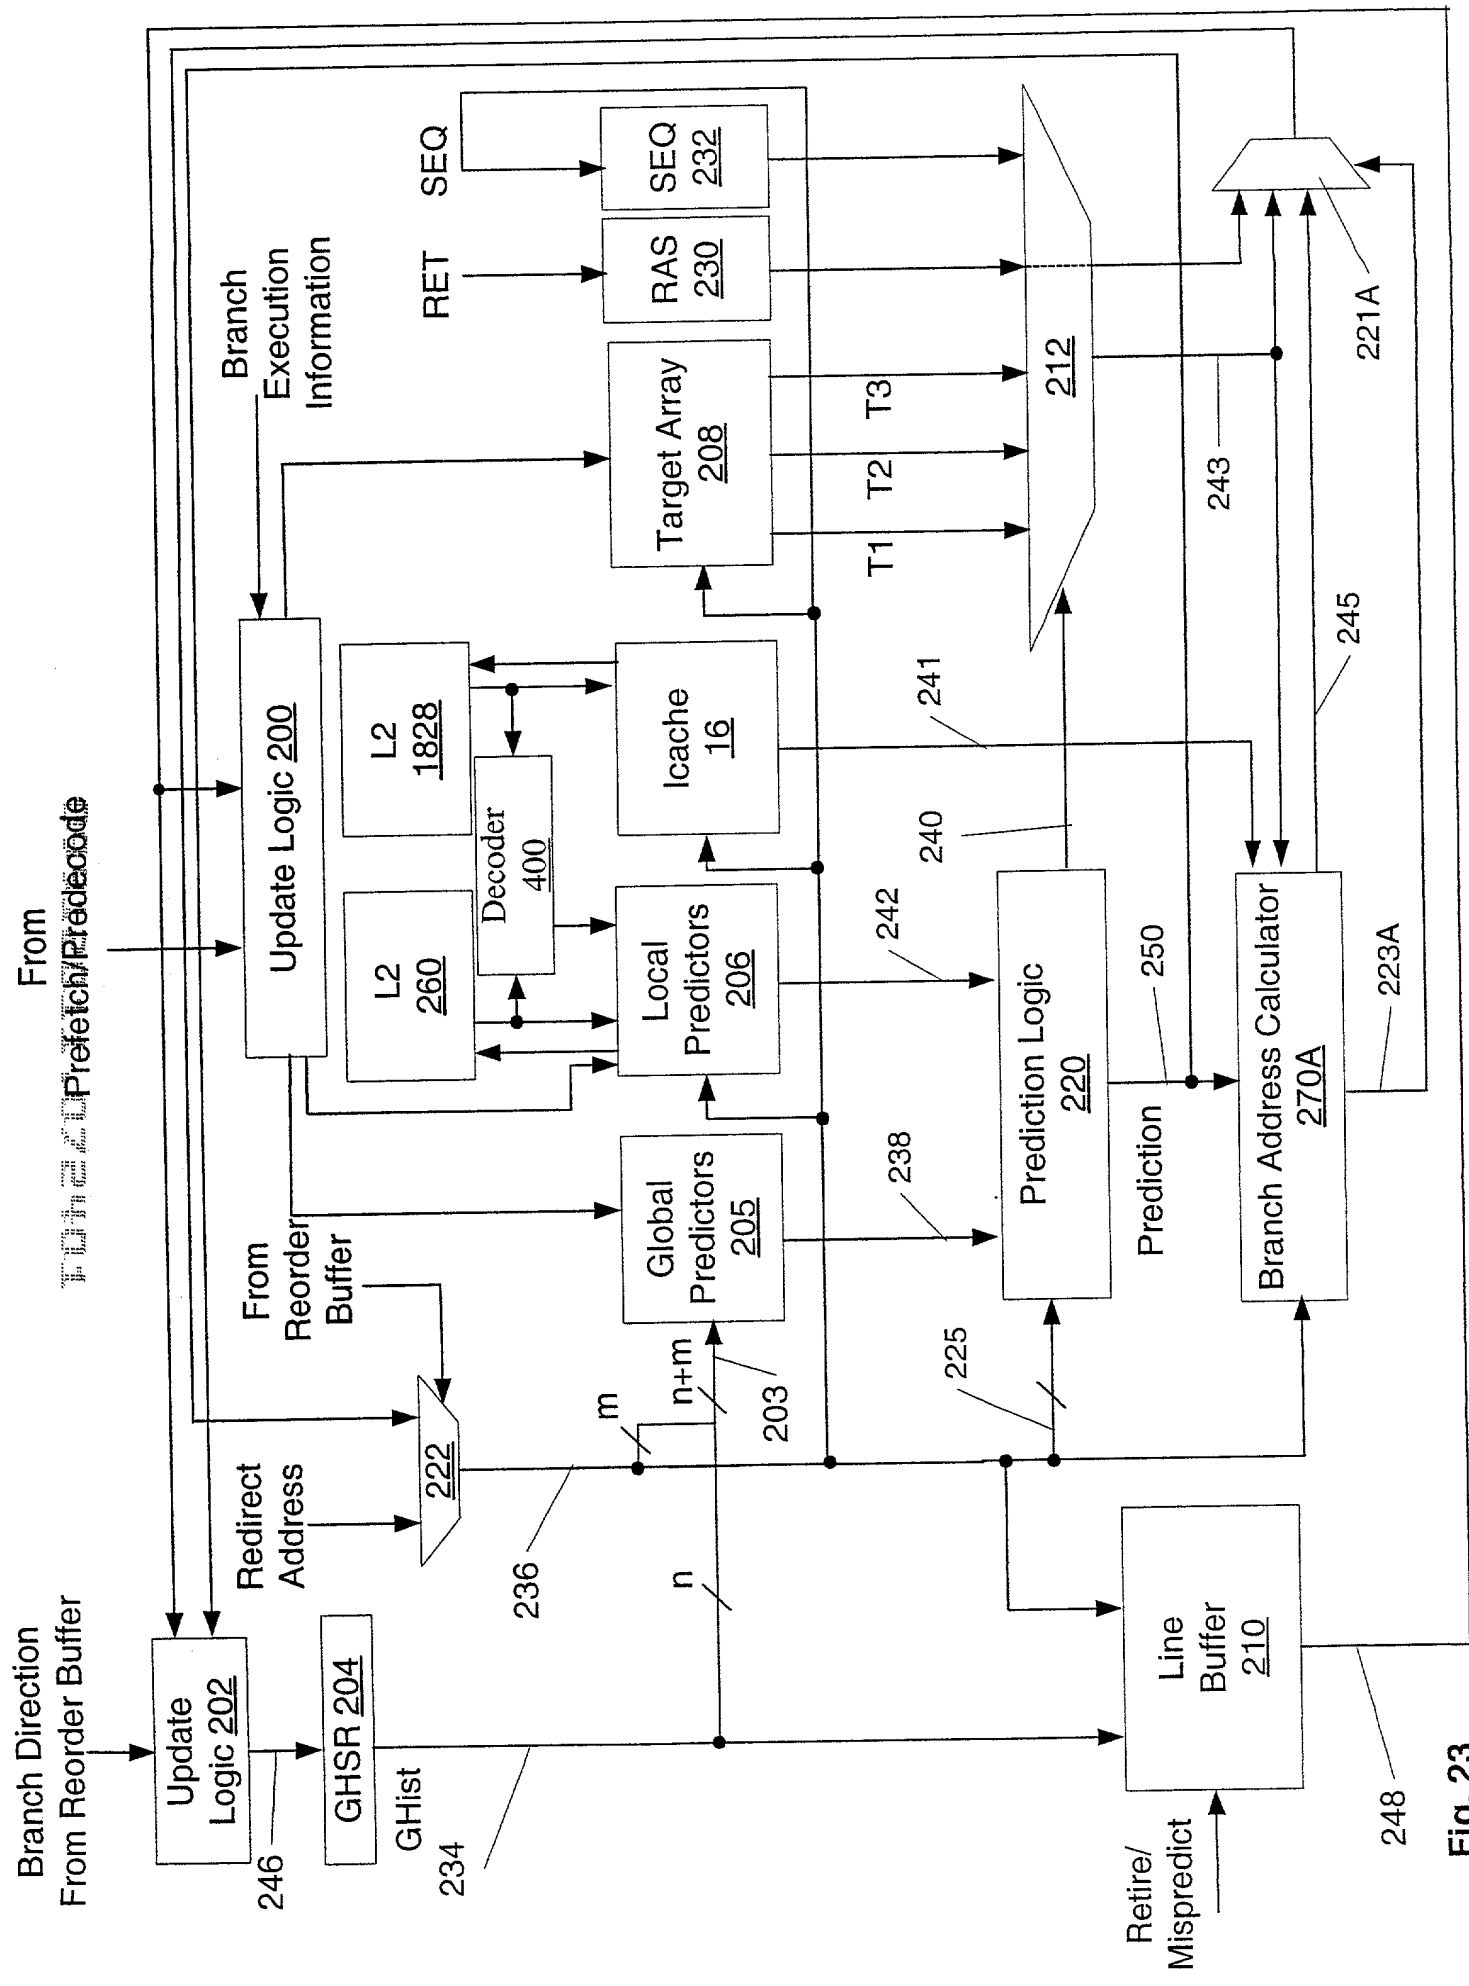 Branch Direction
From Reorder Buffer
Update
Logic 202
246
GHSR 204
GHist
234
Redirect
Address
222
236
From
Reorder
Buffer
From
Prefetch/Predecode
Update Logic 200
Branch
Execution
Information
L2
260
L2
1828
Decoder
400
m
n
n+m
203
Global
Predictors
205
Local
Predictors
206
Icache
16
Target Array
208
RET
RAS
230
SEQ
SEQ
232
238
242
240
241
T1
T2
T3
212
225
Prediction Logic
220
Prediction
250
243
Line
Buffer
210
Retire/
Mispredict
248
Branch Address Calculator
270A
223A
245
221A
Fig. 23